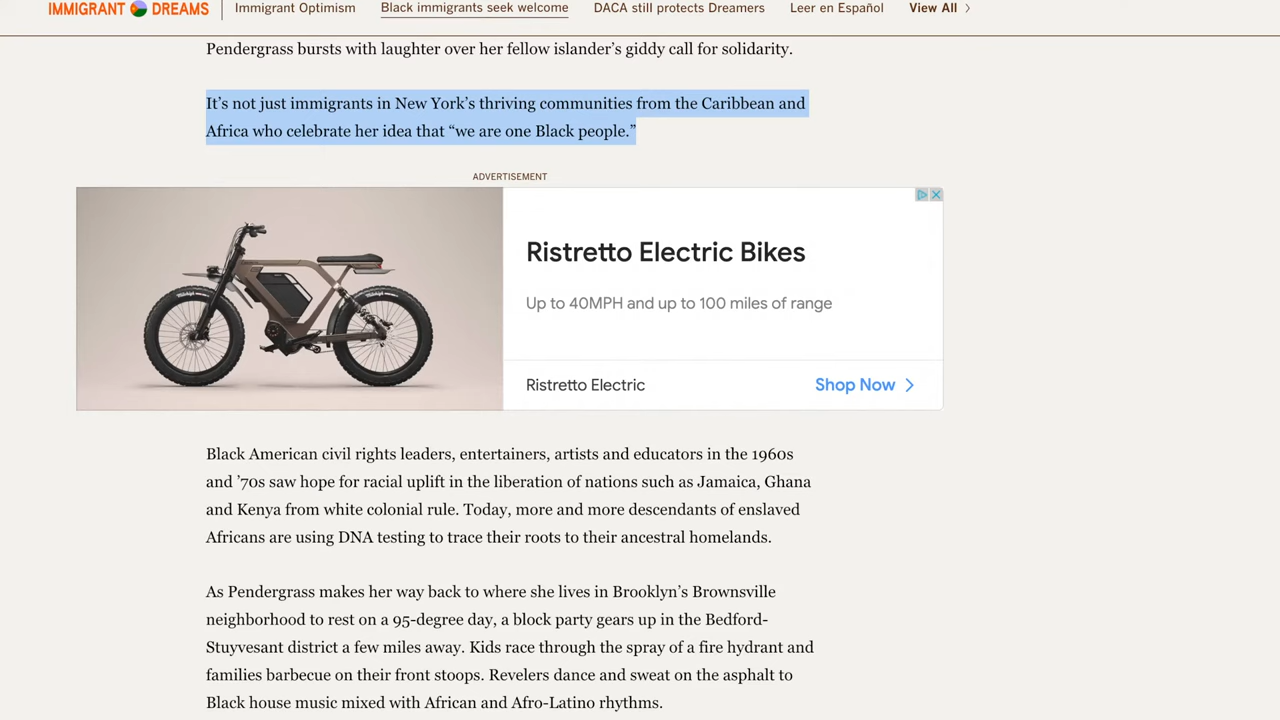 IMMIGRANT DREAMS
Immigrant Optimism
Black immigrants seek welcome
DACA still protects Dreamers
Leer en Español
View All
Pendergrass bursts with laughter over her fellow islander’s giddy call for solidarity.
It’s not just immigrants in New York’s thriving communities from the Caribbean and
Africa who celebrate her idea that “we are one Black people.”
ADVERTISEMENT
Ristretto Electric Bikes
Up to 40MPH and up to 100 miles of range
Ristretto Electric
Shop Now
Black American civil rights leaders, entertainers, artists and educators in the 1960s
and ’70s saw hope for racial uplift in the liberation of nations such as Jamaica, Ghana
and Kenya from white colonial rule. Today, more and more descendants of enslaved
Africans are using DNA testing to trace their roots to their ancestral homelands.
As Pendergrass makes her way back to where she lives in Brooklyn’s Brownsville
neighborhood to rest on a 95-degree day, a block party gears up in the Bedford-
Stuyvesant district a few miles away. Kids race through the spray of a fire hydrant and
families barbecue on their front stoops. Revelers dance and sweat on the asphalt to
Black house music mixed with African and Afro-Latino rhythms.